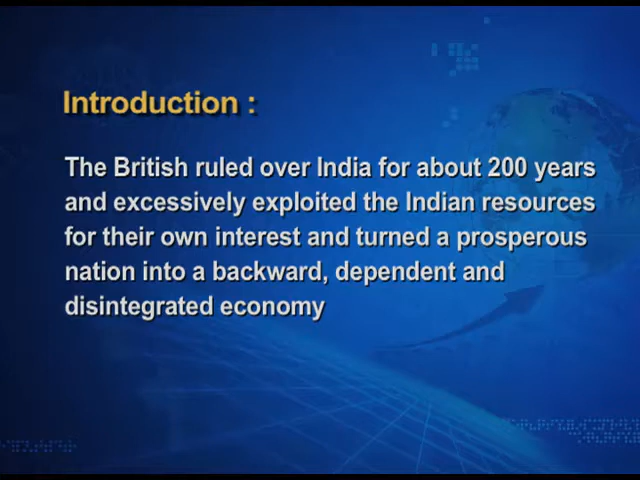 Introduction :
The British ruled over India for about 200 years
and excessively exploited the Indian resources
for their own interest and turned a prosperous
nation into a backward, dependent and
disintegrated economy